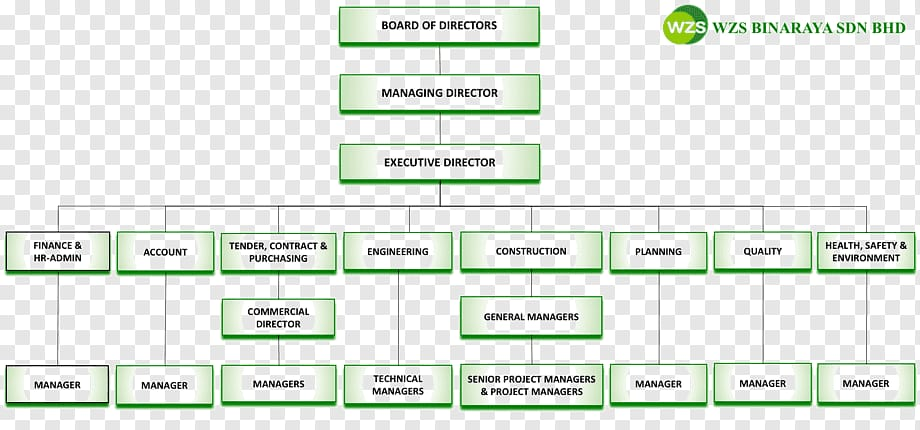 BOARD OF DIRECTORS
WZS
WZS BINARAYA SDN BHD
MANAGING DIRECTOR
EXECUTIVE DIRECTOR
FINANCE &
HR-ADMIN
ACCOUNT
TENDER, CONTRACT &
PURCHASING
ENGINEERING
CONSTRUCTION
PLANNING
QUALITY
HEALTH, SAFETY &
ENVIRONMENT
COMMERCIAL
DIRECTOR
GENERAL MANAGERS
MANAGER
MANAGER
MANAGERS
TECHNICAL
MANAGERS
SENIOR PROJECT MANAGERS
& PROJECT MANAGERS
MANAGER
MANAGER
MANAGER